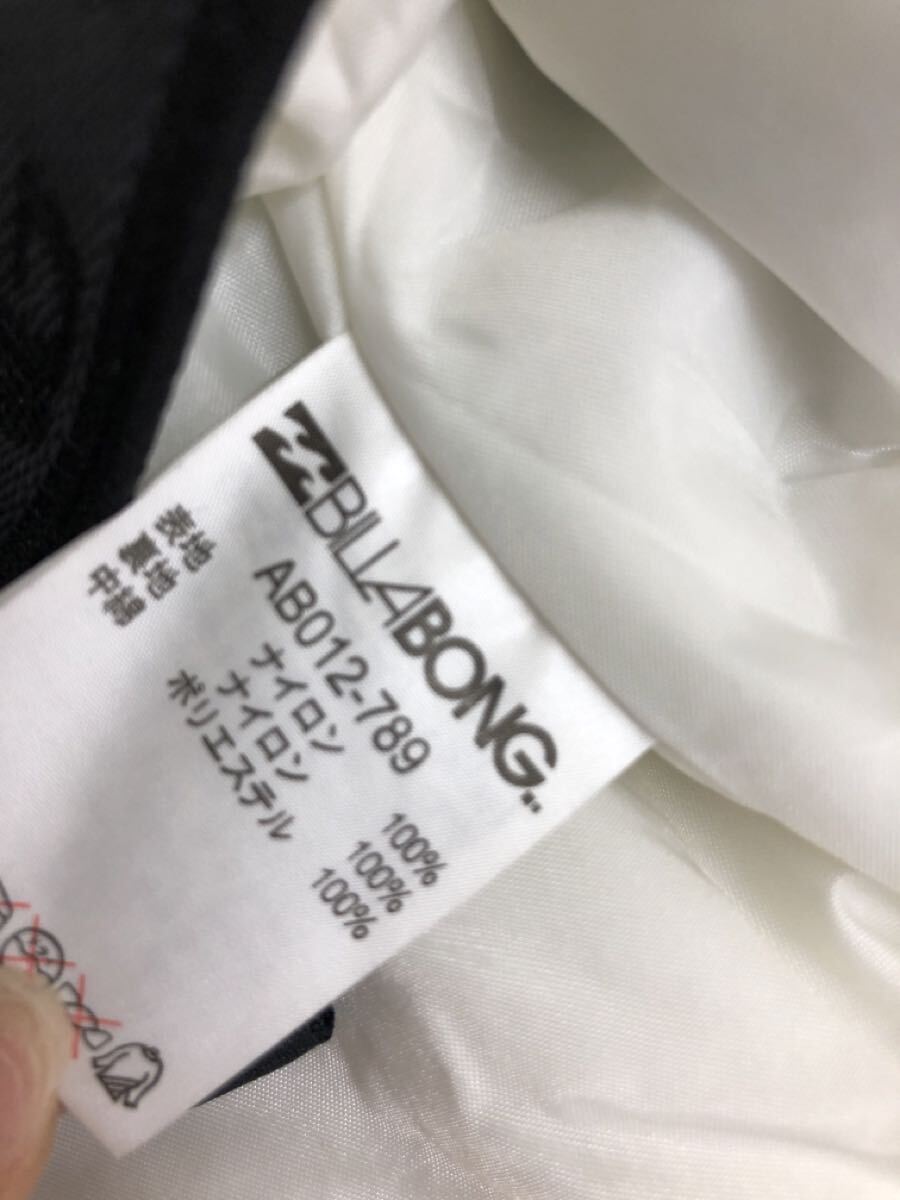 BILLABONG
AB012-789
表地 ナイロン 100%
裏地 ナイロン 100%
中綿 ポリエステル 100%